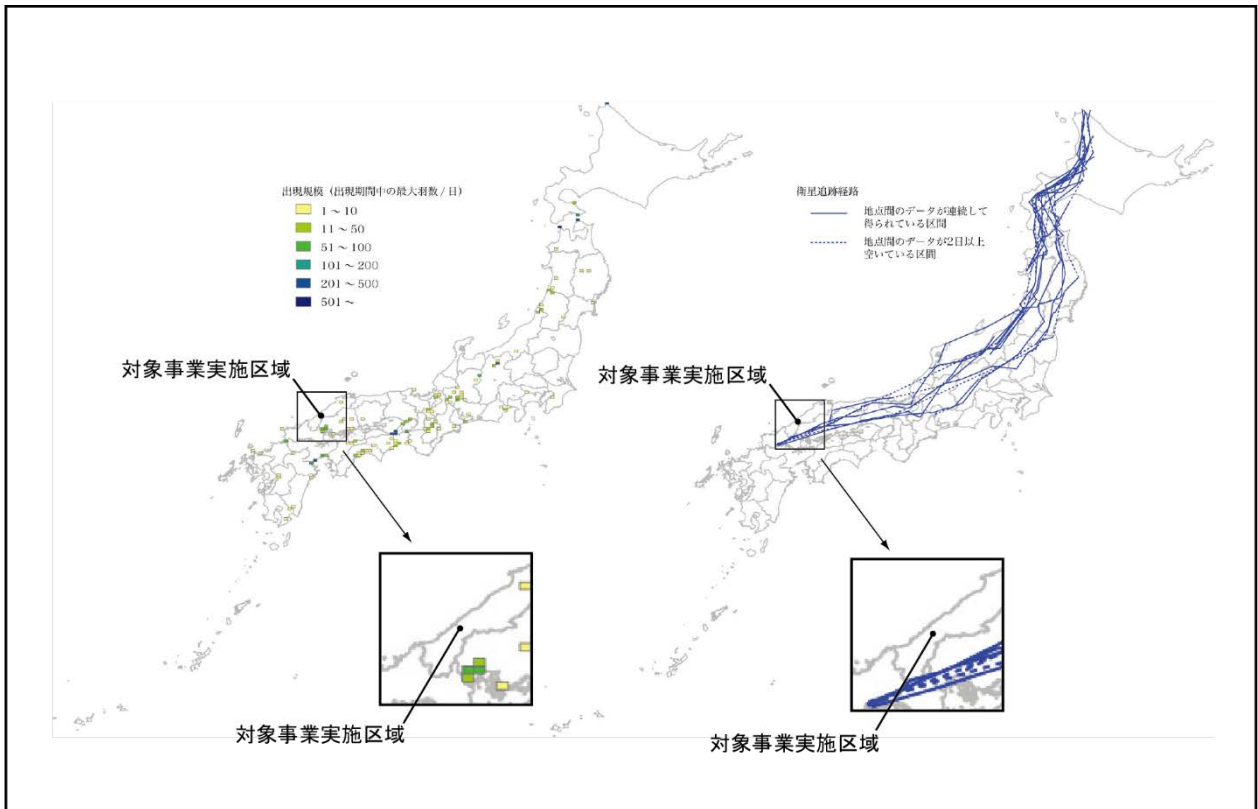 出現規模（出現期間中の最大羽数/日）
1～10
11～50
51～100
101～200
201～500
501～
対象事業実施区域
対象事業実施区域
衛星追跡経路
地点間のデータが連続して
得られている区間
地点間のデータが2日以上
空いている区間
対象事業実施区域
対象事業実施区域